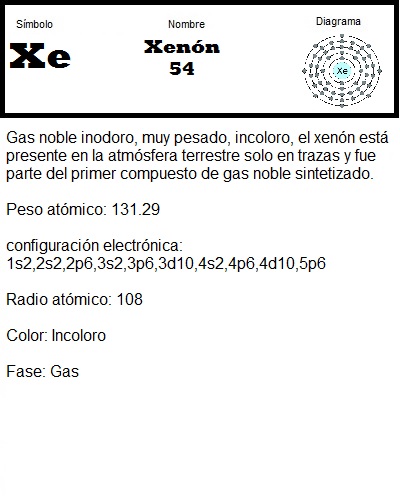 Símbolo
Nombre
Diagrama
Xe
Xenón
54
Xe
Gas noble inodoro, muy pesado, incoloro, el xenón está
presente en la atmósfera terrestre solo en trazas y fue
parte del primer compuesto de gas noble sintetizado.
Peso atómico: 131.29
configuración electrónica:
1s2,2s2,2p6,3s2,3p6,3d10,4s2,4p6,4d10,5p6
Radio atómico: 108
Color: Incoloro
Fase: Gas